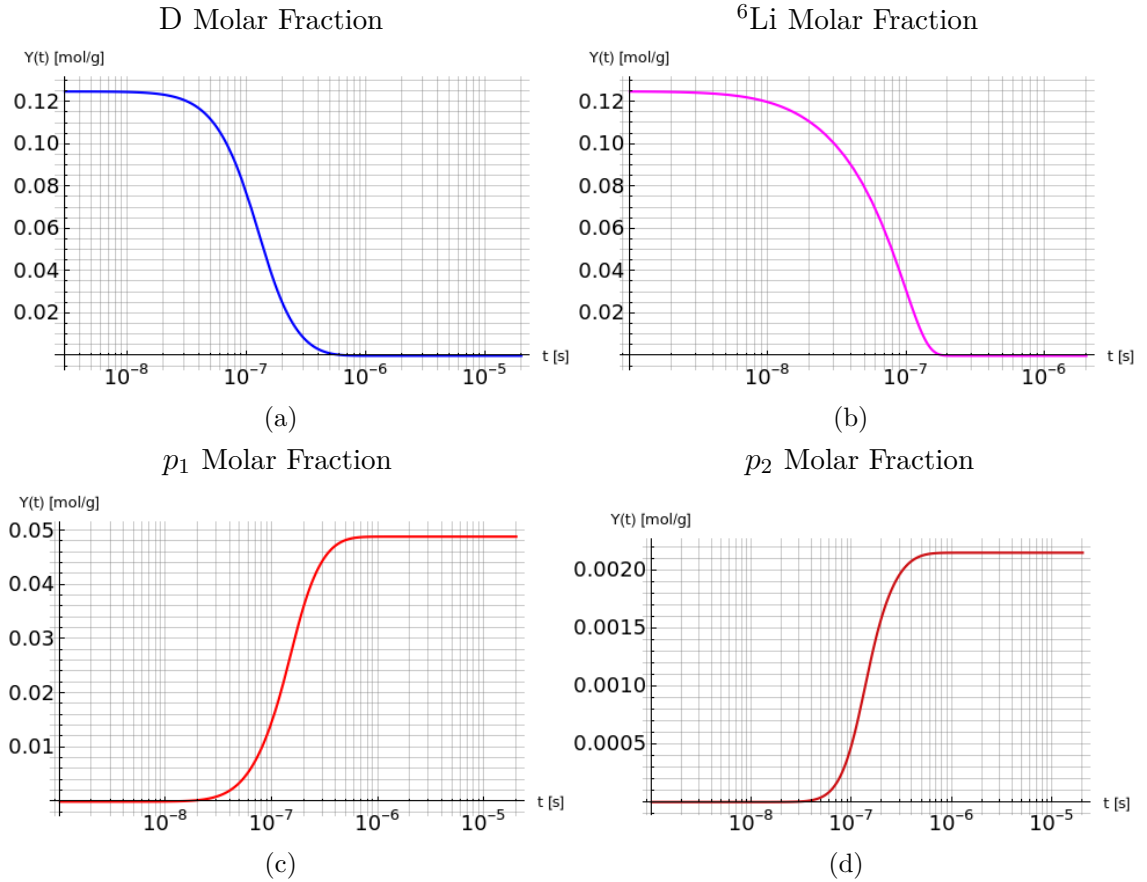 D Molar Fraction
Y(t) [mol/g]
0.12
0.10
0.08
0.06
0.04
0.02
10⁻⁸ 10⁻⁷ 10⁻⁶ 10⁻⁵
t [s]
(a)
⁶Li Molar Fraction
Y(t) [mol/g]
0.12
0.10
0.08
0.06
0.04
0.02
10⁻⁸ 10⁻⁷ 10⁻⁶
t [s]
(b)
p₁ Molar Fraction
Y(t) [mol/g]
0.05
0.04
0.03
0.02
0.01
10⁻⁸ 10⁻⁷ 10⁻⁶ 10⁻⁵
t [s]
(c)
p₂ Molar Fraction
Y(t) [mol/g]
0.0020
0.0015
0.0010
0.0005
10⁻⁸ 10⁻⁷ 10⁻⁶ 10⁻⁵
t [s]
(d)